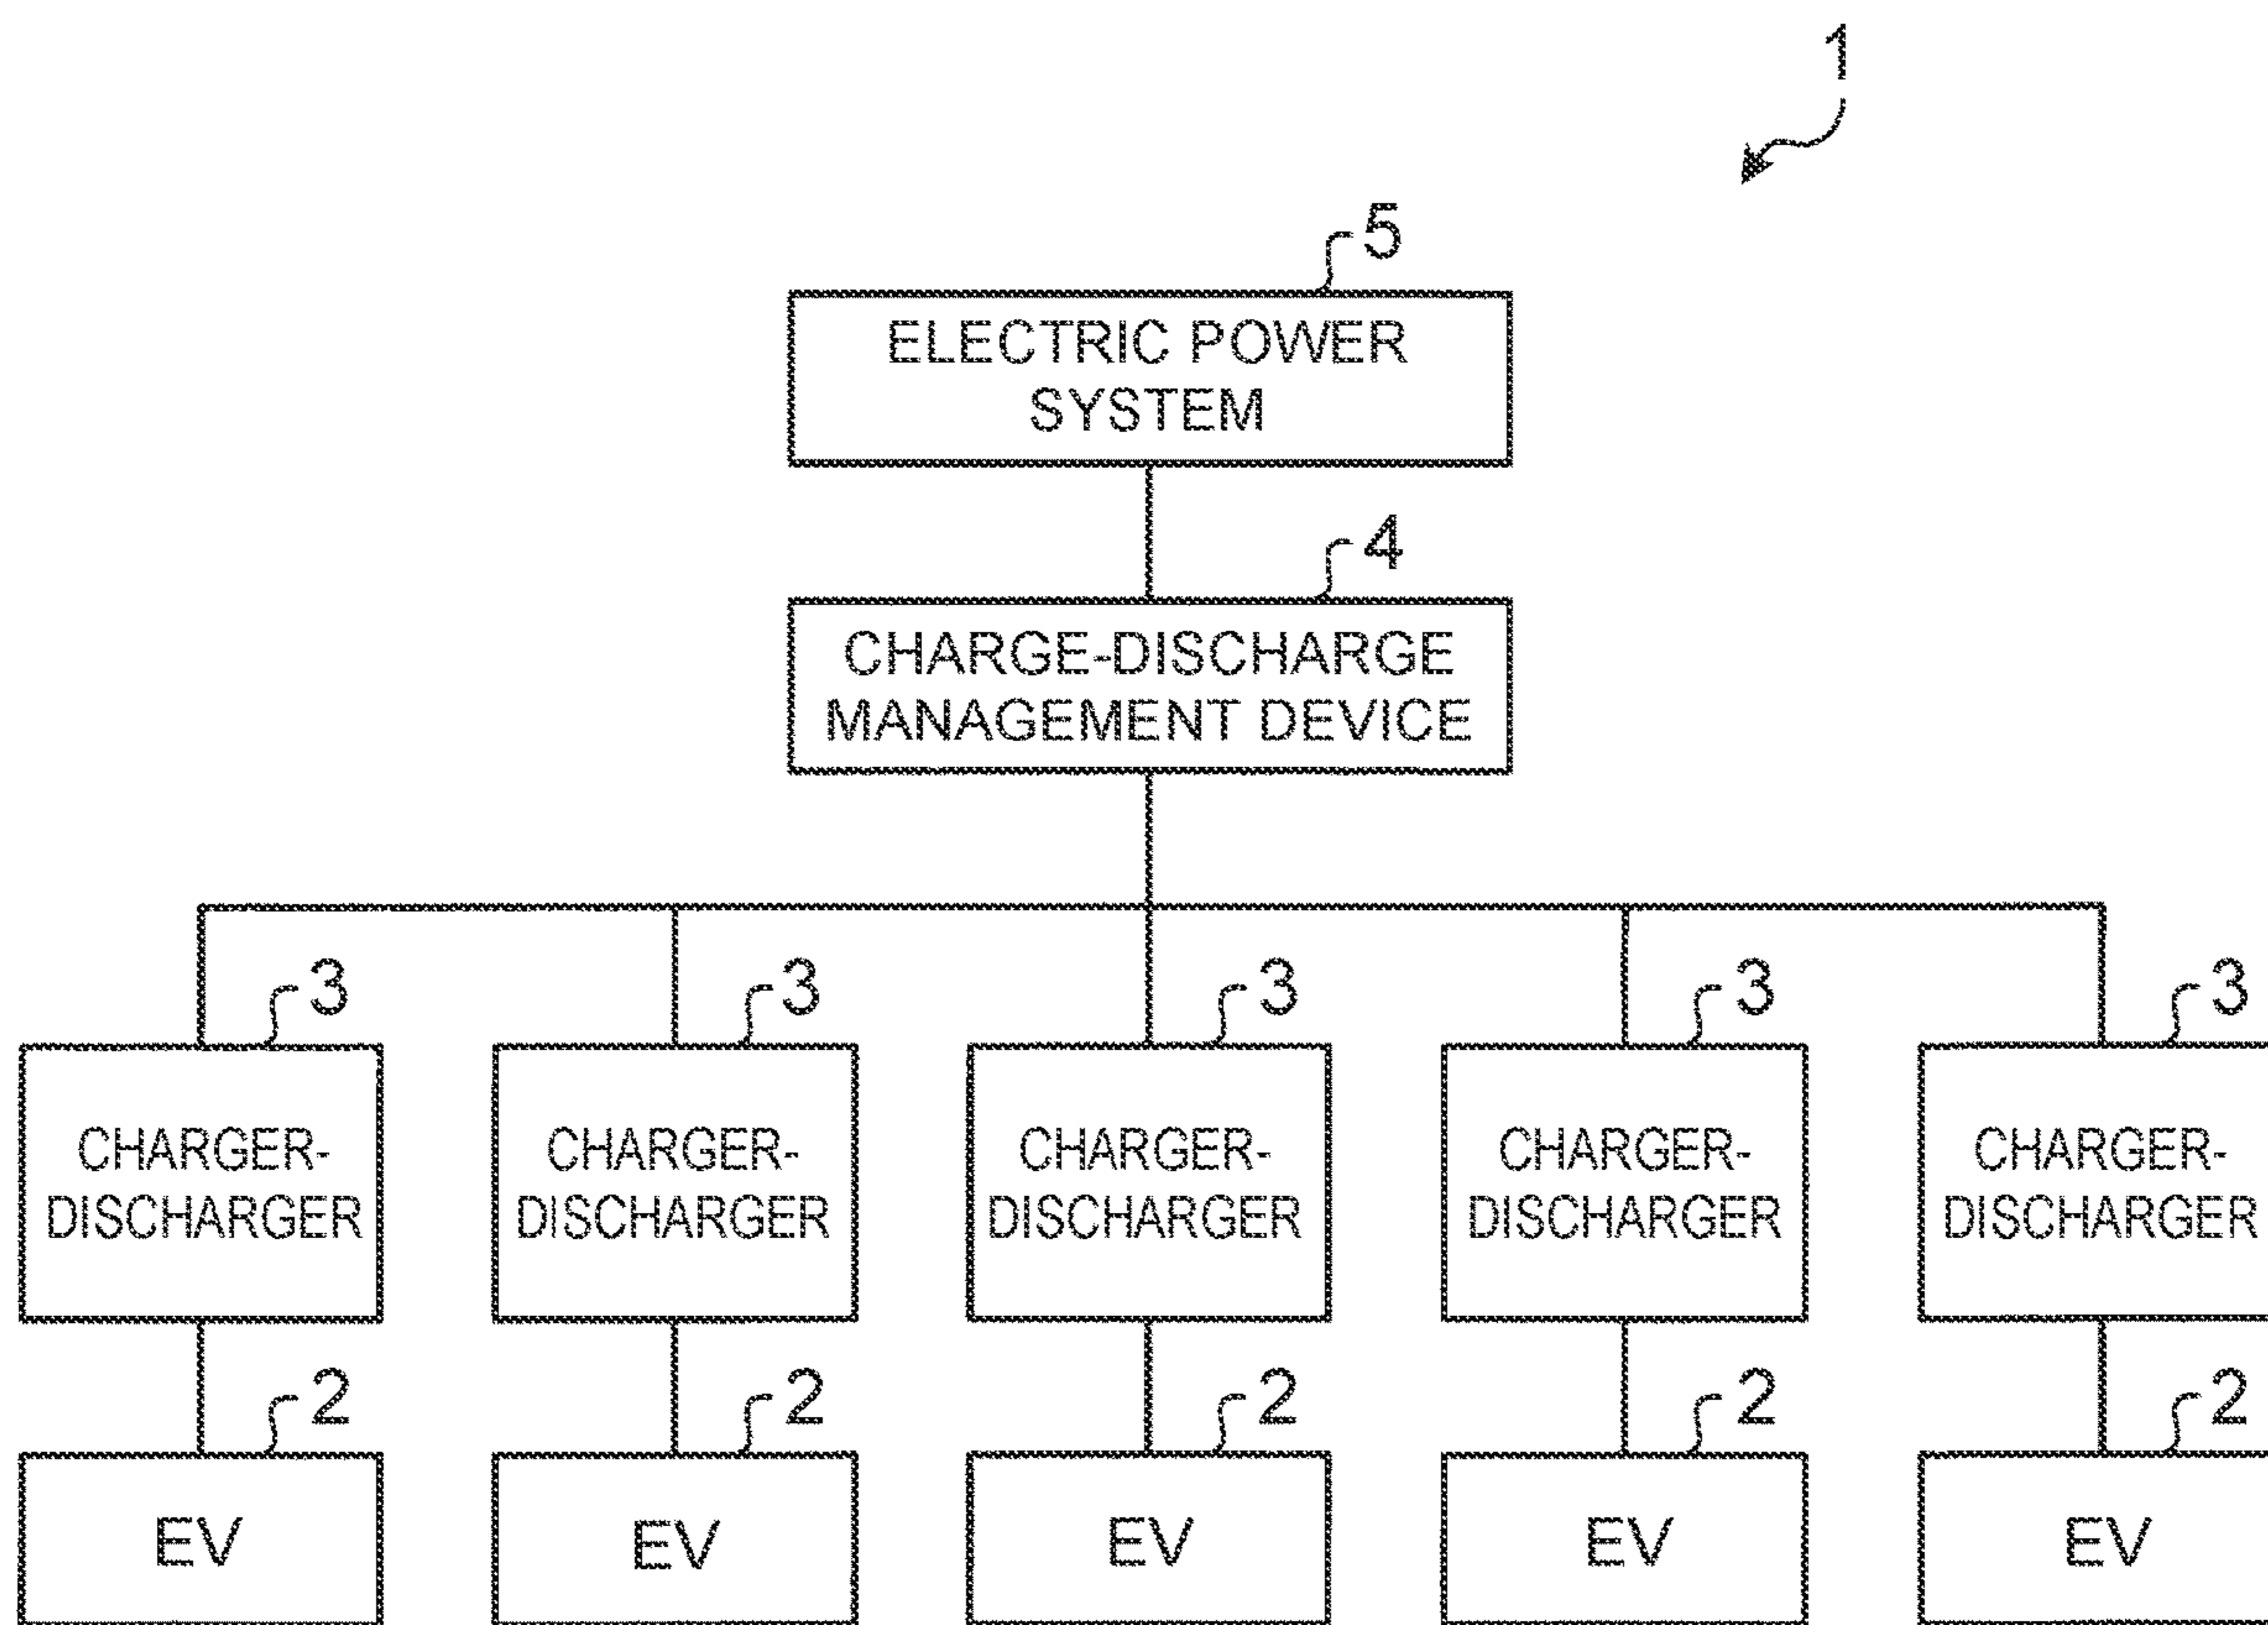 1
5
ELECTRIC POWER
SYSTEM
4
CHARGE-DISCHARGE
MANAGEMENT DEVICE
3
3
3
3
3
CHARGER-
DISCHARGER
CHARGER-
DISCHARGER
CHARGER-
DISCHARGER
CHARGER-
DISCHARGER
CHARGER-
DISCHARGER
2
2
2
2
2
EV
EV
EV
EV
EV